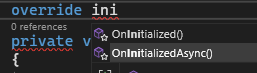 override ini
0 references
OnInitialized()
private v
OnInitializedAsync()
{